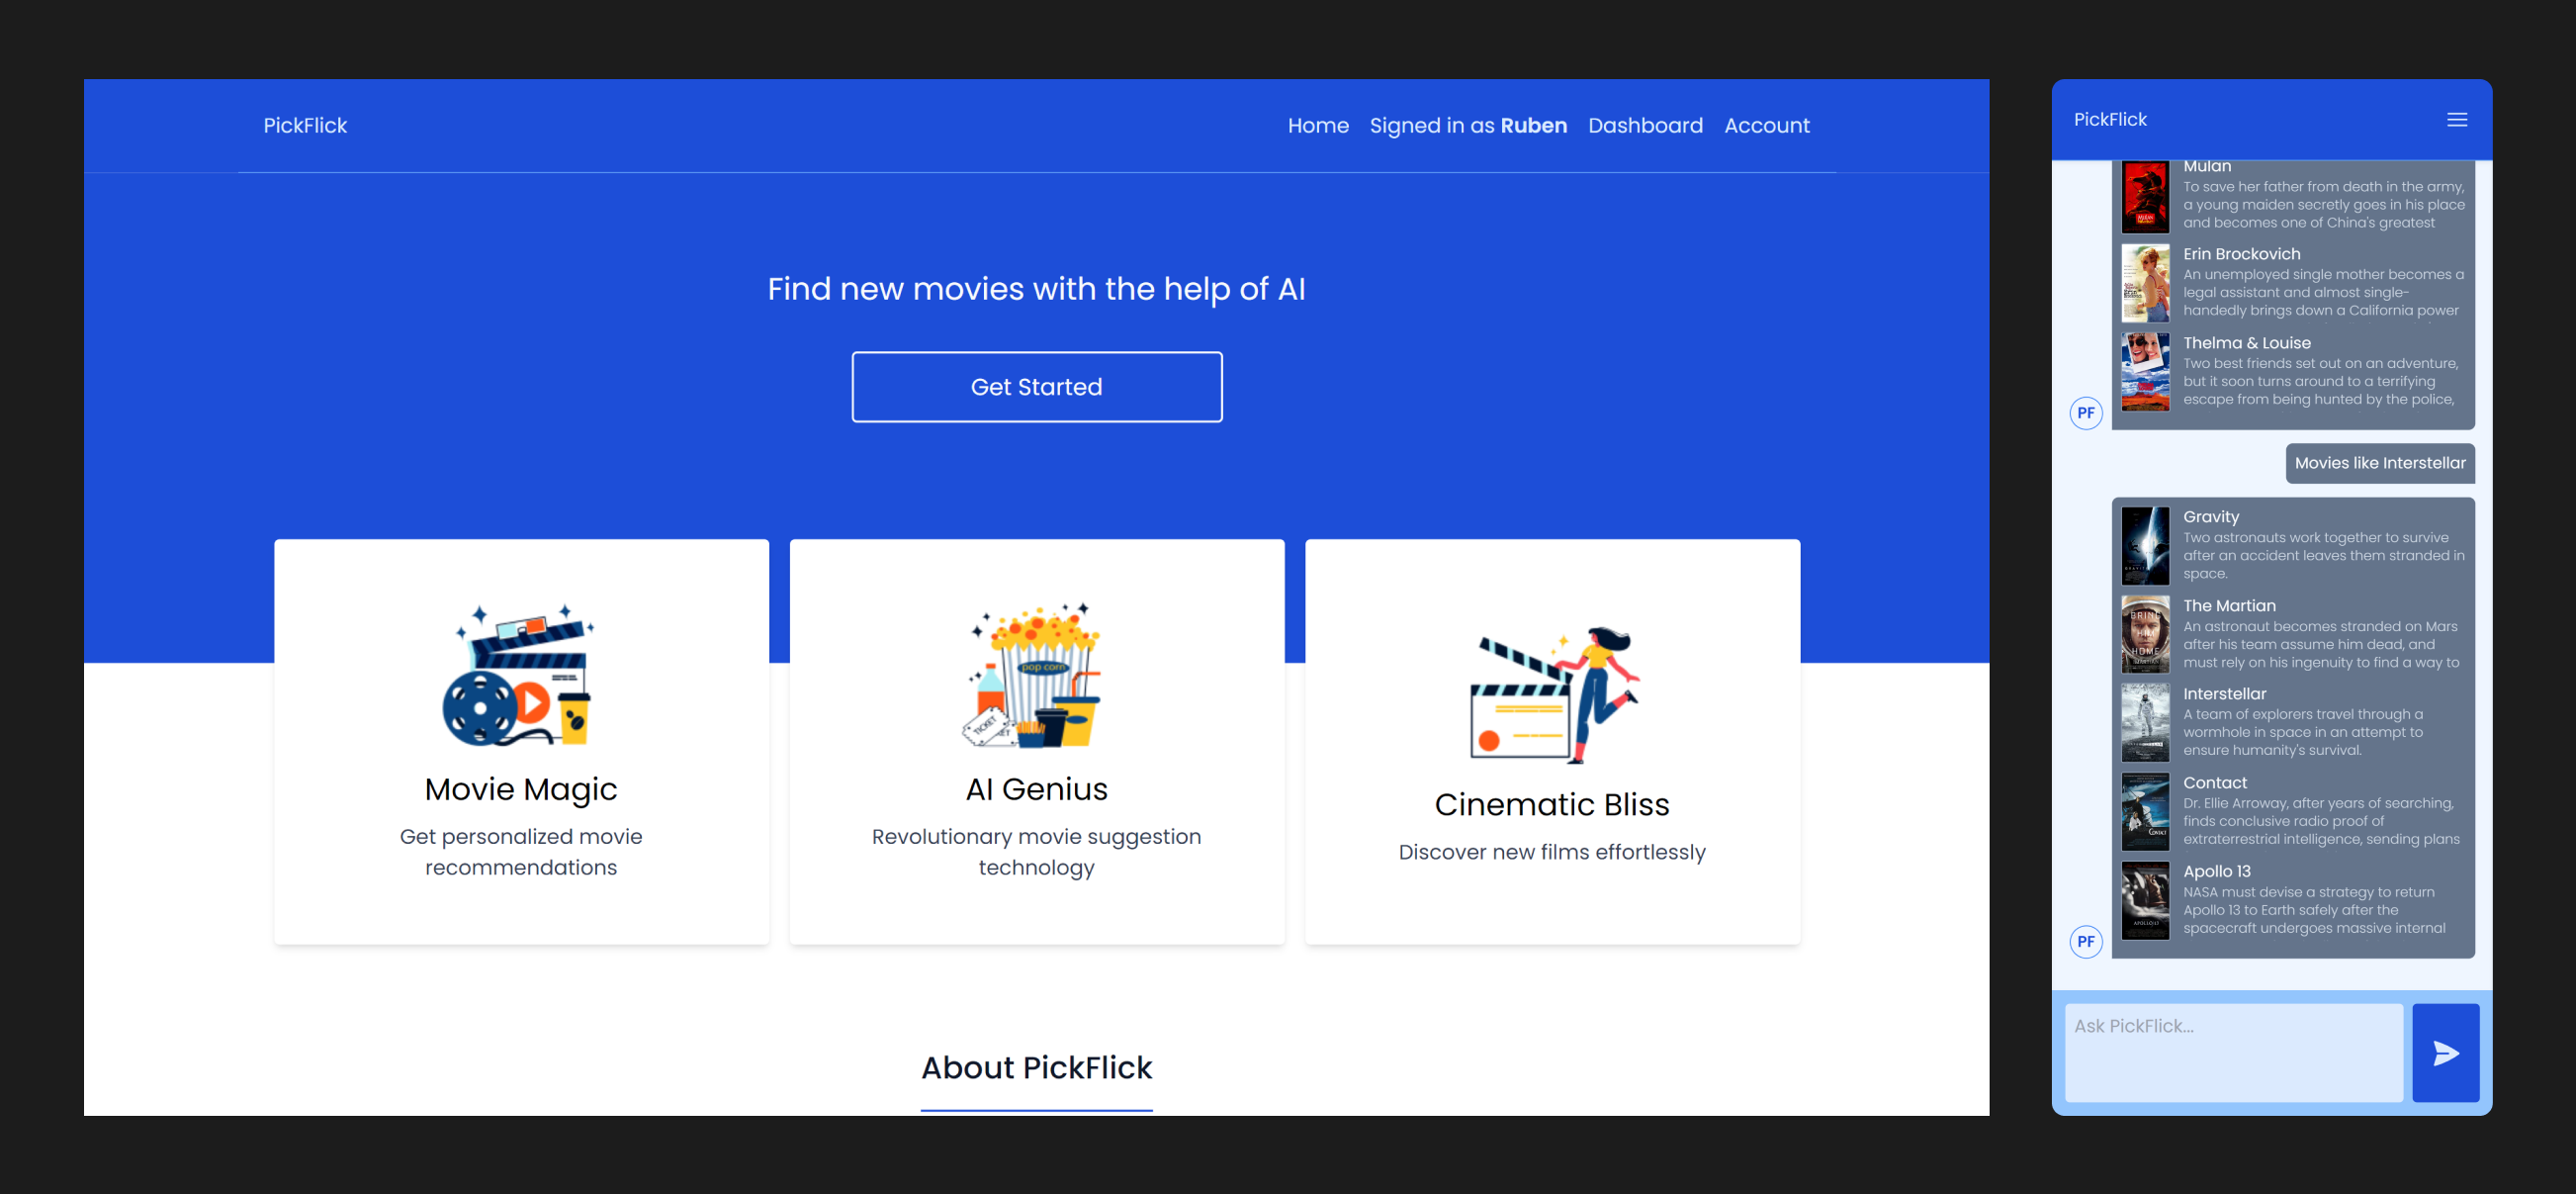 PickFlick
Home Signed in as Ruben Dashboard Account
Find new movies with the help of AI
Get Started
pop corn
TICKET
Movie Magic
Get personalized movie
recommendations
AI Genius
Revolutionary movie suggestion
technology
Cinematic Bliss
Discover new films effortlessly
About PickFlick
PickFlick
Mulan
To save her father from death in the army,
a young maiden secretly goes in his place
and becomes one of China's greatest
Erin Brockovich
An unemployed single mother becomes a
legal assistant and almost single-
handedly brings down a California power
Thelma & Louise
Two best friends set out on an adventure,
but it soon turns around to a terrifying
escape from being hunted by the police,
PF
Movies like Interstellar
Gravity
Two astronauts work together to survive
after an accident leaves them stranded in
space.
GRAVITY
The Martian
An astronaut becomes stranded on Mars
after his team assume him dead, and
must rely on his ingenuity to find a way to
BRING
HIM
HOME
Interstellar
A team of explorers travel through a
wormhole in space in an attempt to
ensure humanity's survival.
Contact
Dr. Ellie Arroway, after years of searching,
finds conclusive radio proof of
extraterrestrial intelligence, sending plans
CONTACT
Apollo 13
NASA must devise a strategy to return
Apollo 13 to Earth safely after the
spacecraft undergoes massive internal
APOLLO 13
PF
Ask PickFlick...